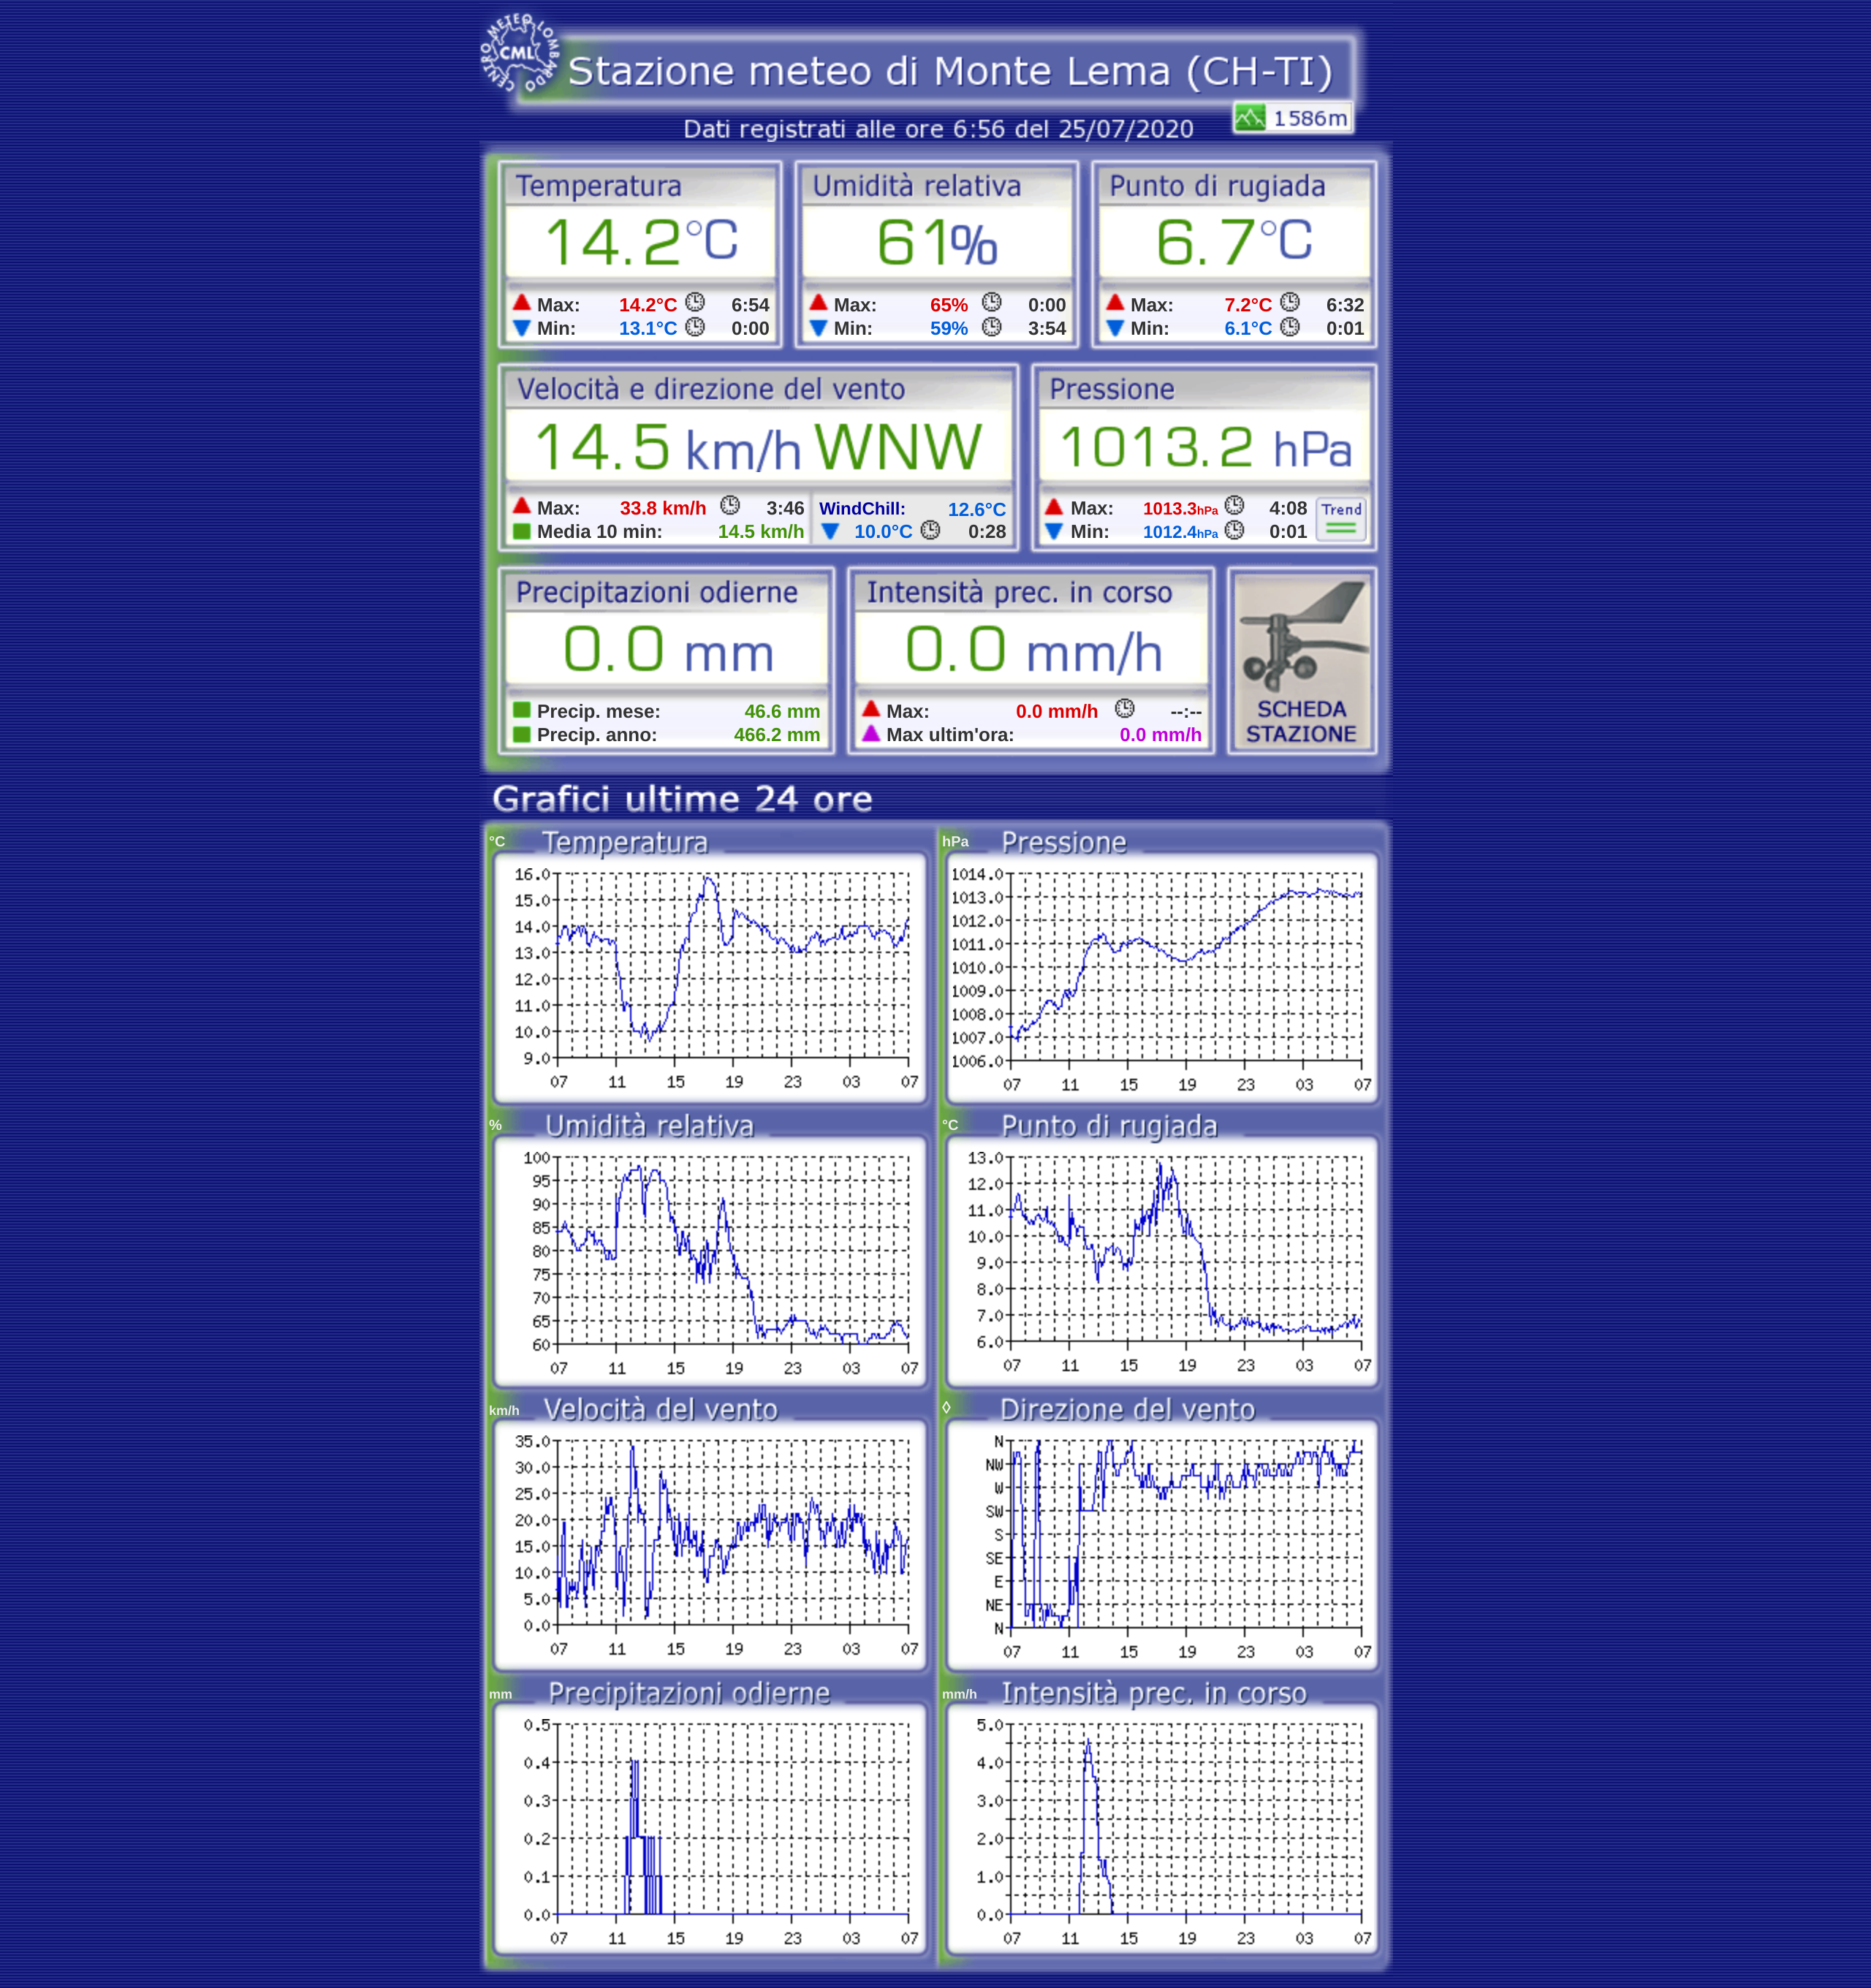 CENTRO METEO LOMBARDO
CML
Stazione meteo di Monte Lema (CH-TI)
1586m
Dati registrati alle ore 6:56 del 25/07/2020
Temperatura
14.2°C
Max: 14.2°C 6:54
Min: 13.1°C 0:00
Umidità relativa
61%
Max: 65% 0:00
Min: 59% 3:54
Punto di rugiada
6.7°C
Max: 7.2°C 6:32
Min: 6.1°C 0:01
Velocità e direzione del vento
14.5 km/h WNW
Max: 33.8 km/h 3:46
Media 10 min: 14.5 km/h
WindChill: 12.6°C
10.0°C 0:28
Pressione
1013.2 hPa
Max: 1013.3hPa 4:08
Min: 1012.4hPa 0:01
Trend
Precipitazioni odierne
0.0 mm
Precip. mese: 46.6 mm
Precip. anno: 466.2 mm
Intensità prec. in corso
0.0 mm/h
Max: 0.0 mm/h --:--
Max ultim'ora: 0.0 mm/h
SCHEDA
STAZIONE
Grafici ultime 24 ore
°C Temperatura
16.0
15.0
14.0
13.0
12.0
11.0
10.0
9.0
07 11 15 19 23 03 07
hPa Pressione
1014.0
1013.0
1012.0
1011.0
1010.0
1009.0
1008.0
1007.0
1006.0
07 11 15 19 23 03 07
% Umidità relativa
100
95
90
85
80
75
70
65
60
07 11 15 19 23 03 07
°C Punto di rugiada
13.0
12.0
11.0
10.0
9.0
8.0
7.0
6.0
07 11 15 19 23 03 07
km/h Velocità del vento
35.0
30.0
25.0
20.0
15.0
10.0
5.0
0.0
07 11 15 19 23 03 07
◊ Direzione del vento
N
NW
W
SW
S
SE
E
NE
N
07 11 15 19 23 03 07
mm Precipitazioni odierne
0.5
0.4
0.3
0.2
0.1
0.0
07 11 15 19 23 03 07
mm/h Intensità prec. in corso
5.0
4.0
3.0
2.0
1.0
0.0
07 11 15 19 23 03 07